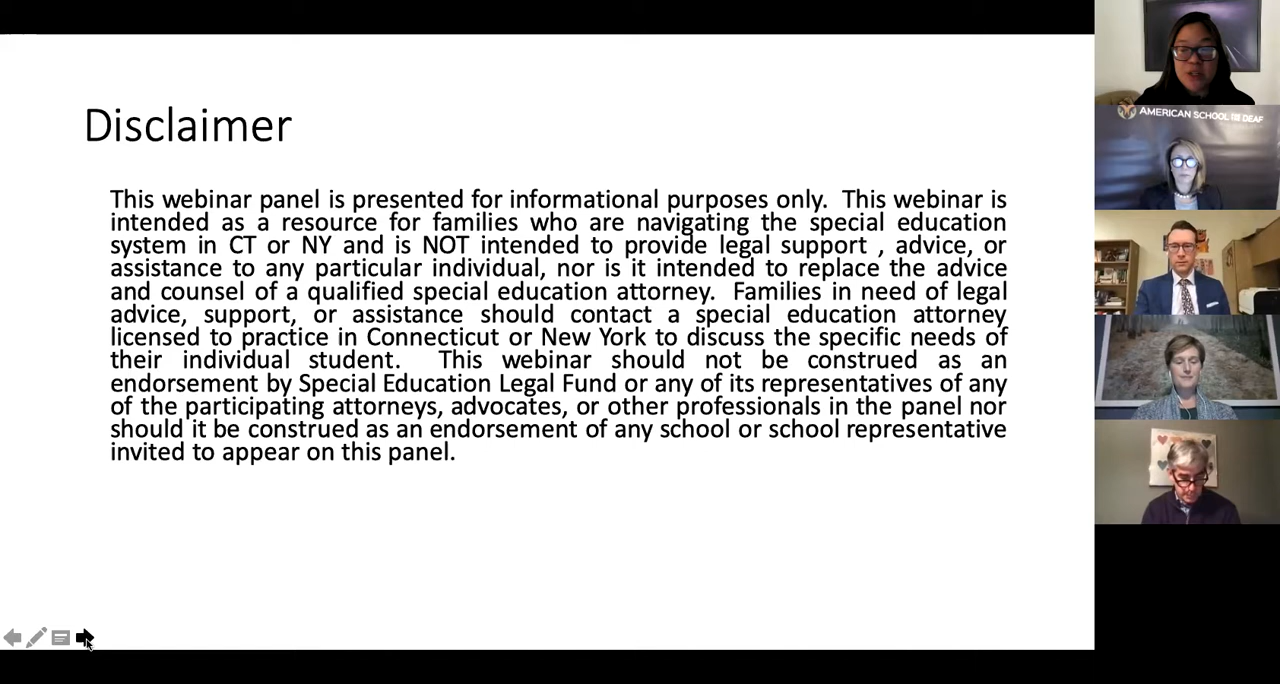 Disclaimer
This webinar panel is presented for informational purposes only.  This webinar is
intended as a resource for families who are navigating the special education
system in CT or NY and is NOT intended to provide legal support , advice, or
assistance to any particular individual, nor is it intended to replace the advice
and counsel of a qualified special education attorney.  Families in need of legal
advice, support, or assistance should contact a special education attorney
licensed to practice in Connecticut or New York to discuss the specific needs of
their individual student.  This webinar should not be construed as an
endorsement by Special Education Legal Fund or any of its representatives of any
of the participating attorneys, advocates, or other professionals in the panel nor
should it be construed as an endorsement of any school or school representative
invited to appear on this panel.
AMERICAN SCHOOL FOR THE DEAF